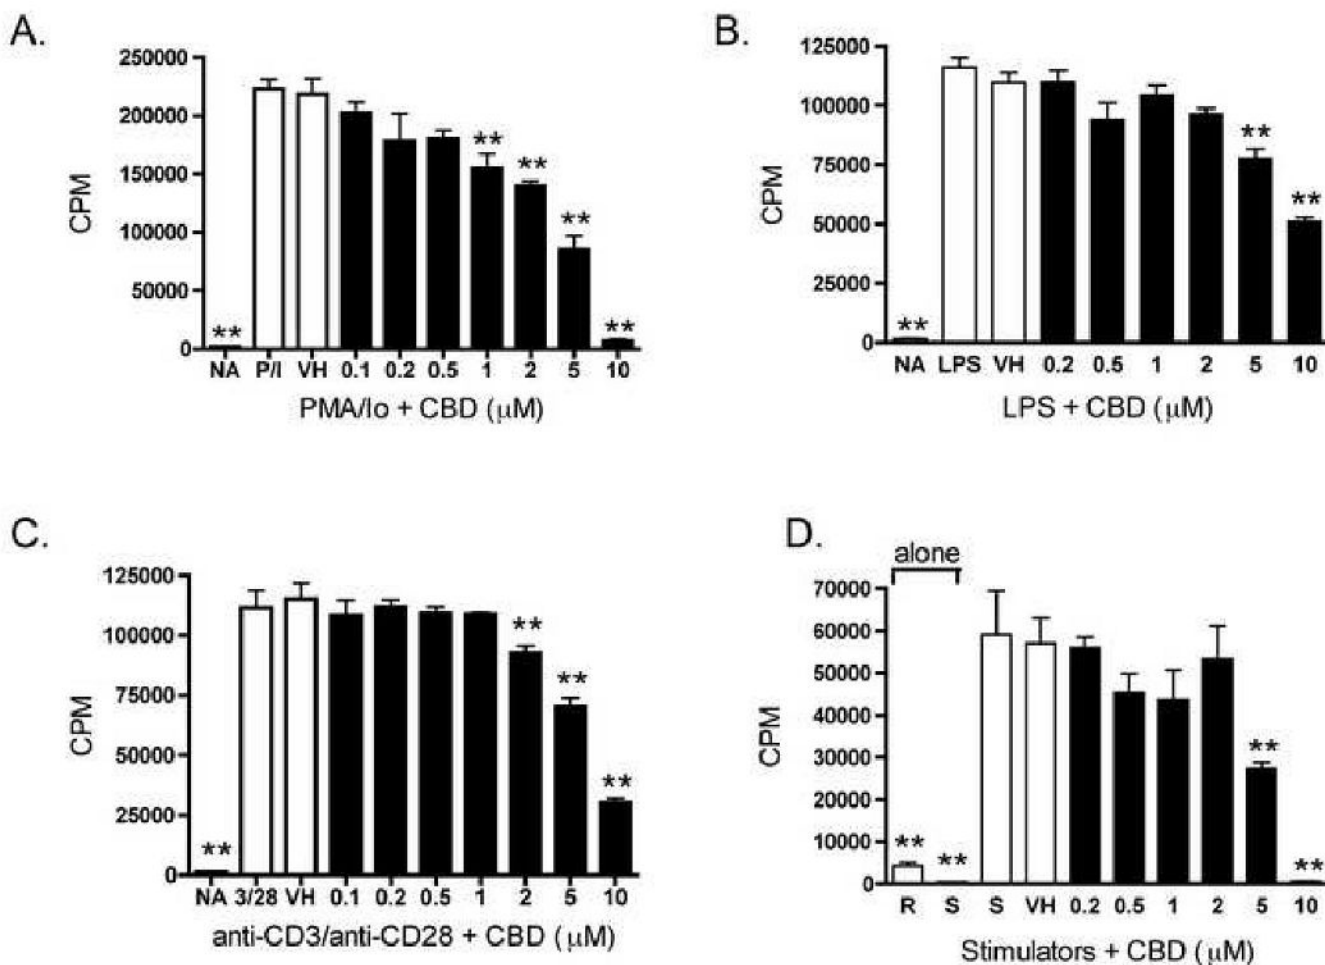 A.
250000
200000
150000
100000
50000
0
CPM
**
**
**
**
**
NA P/I VH 0.1 0.2 0.5 1 2 5 10
PMA/Io + CBD (μM)
B.
125000
100000
75000
50000
25000
0
CPM
**
**
**
NA LPS VH 0.2 0.5 1 2 5 10
LPS + CBD (μM)
C.
125000
100000
75000
50000
25000
0
CPM
**
**
**
**
NA 3/28 VH 0.1 0.2 0.5 1 2 5 10
anti-CD3/anti-CD28 + CBD (μM)
D.
alone
70000
60000
50000
40000
30000
20000
10000
0
CPM
**
**
**
**
R S S VH 0.2 0.5 1 2 5 10
Stimulators + CBD (μM)